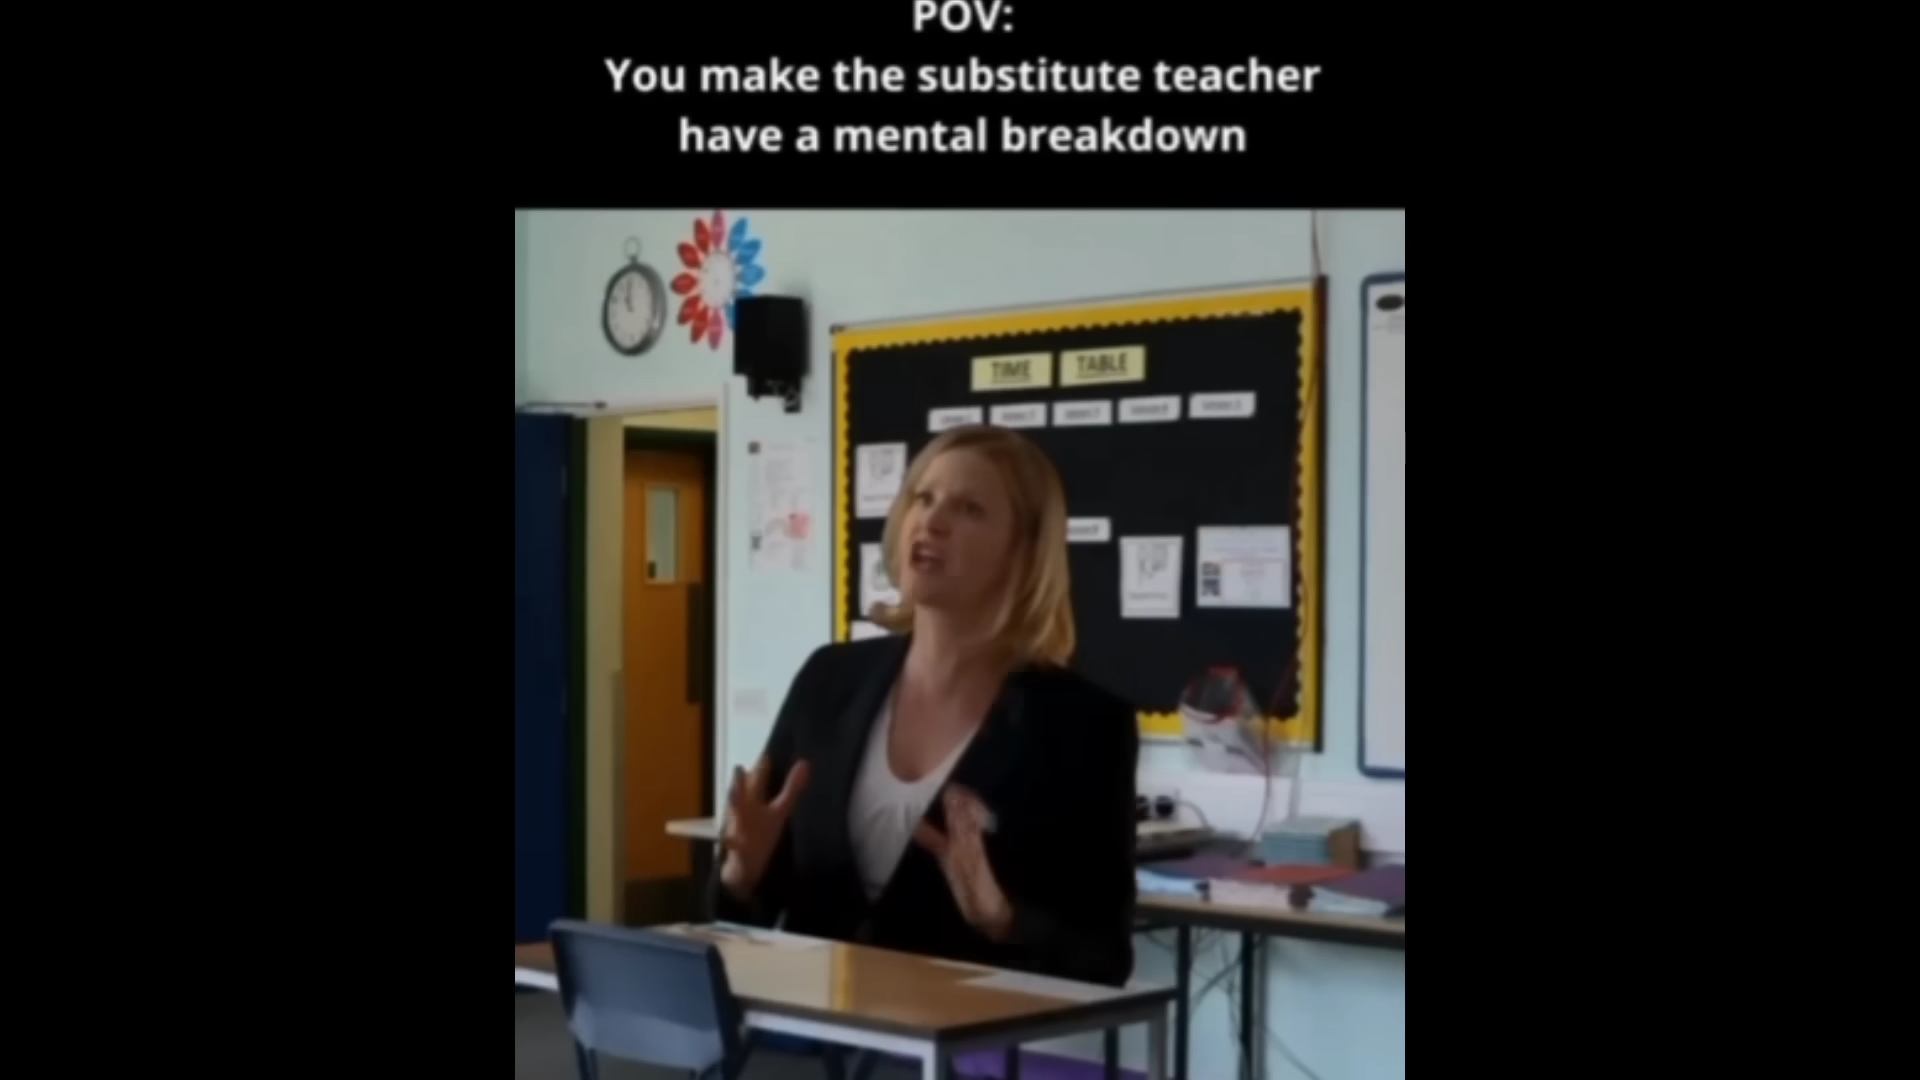 POV:
You make the substitute teacher
have a mental breakdown
TIME TABLE